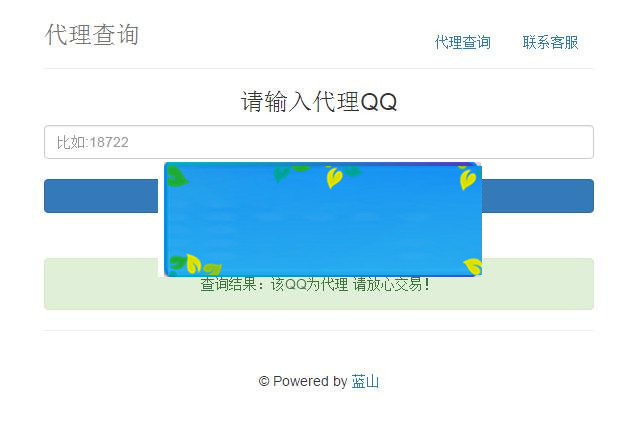 代理查询
代理查询 联系客服
请输入代理QQ
比如:18722
查询结果：该QQ为代理 请放心交易！
© Powered by 蓝山